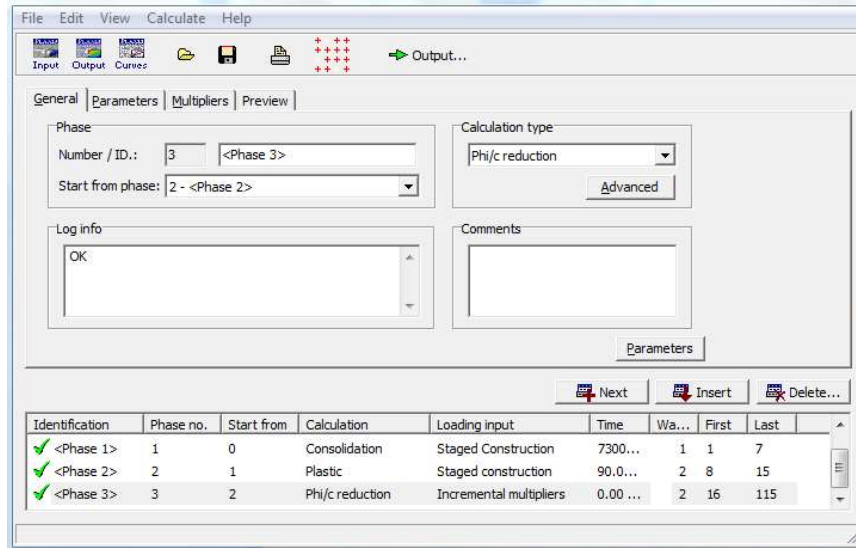 File Edit View Calculate Help
Input Output Curves Output...
General Parameters Multipliers Preview
Phase
Number / ID.: 3 <Phase 3>
Start from phase: 2 - <Phase 2>
Calculation type
Phi/c reduction
Advanced
Log info
OK
Comments
Parameters
Next Insert Delete...
Identification Phase no. Start from Calculation Loading input Time Wa... First Last
<Phase 1> 1 0 Consolidation Staged Construction 7300... 1 1 7
<Phase 2> 2 1 Plastic Staged construction 90.0... 2 8 15
<Phase 3> 3 2 Phi/c reduction Incremental multipliers 0.00 ... 2 16 115